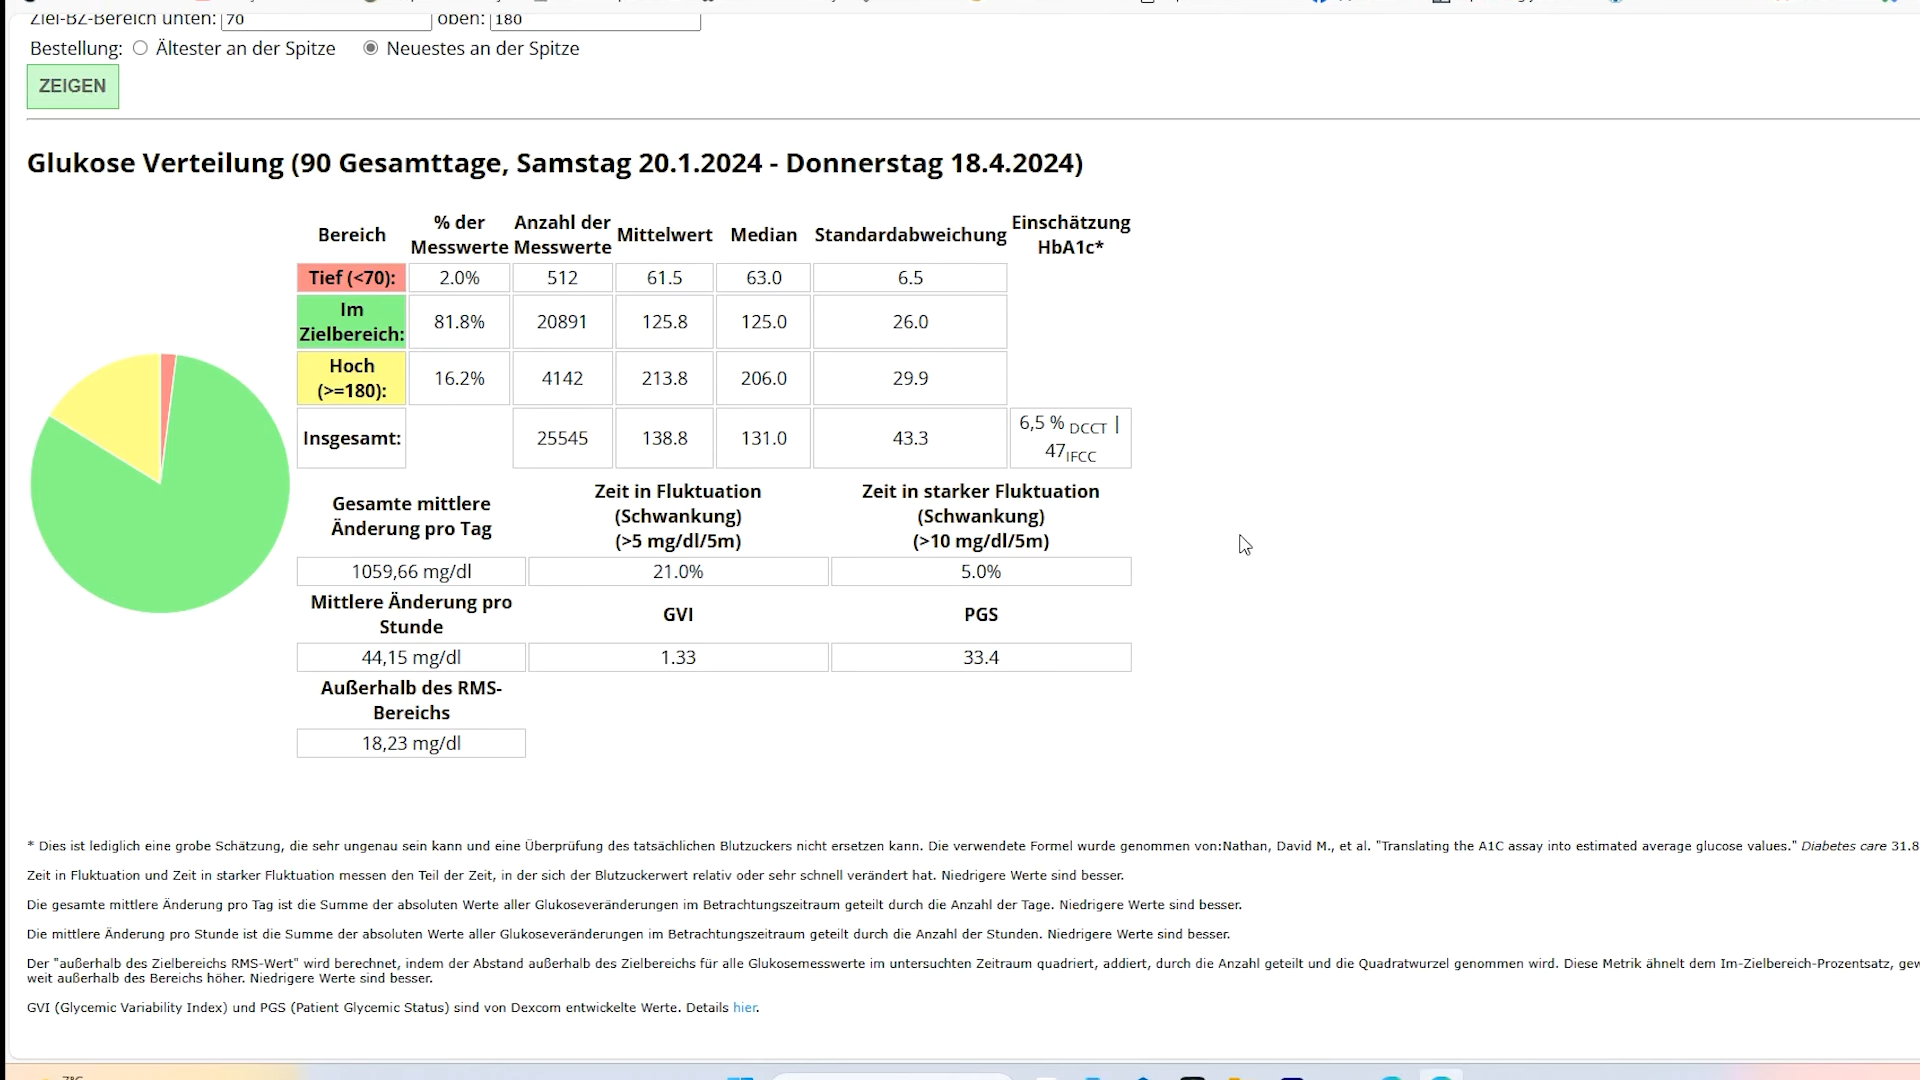 Ziel-BZ-Bereich unten: 70 oben: 180
Bestellung: Ältester an der Spitze Neuestes an der Spitze
ZEIGEN
Glukose Verteilung (90 Gesamttage, Samstag 20.1.2024 - Donnerstag 18.4.2024)
Bereich % der Messwerte Anzahl der Messwerte Mittelwert Median Standardabweichung Einschätzung HbA1c*
Tief (<70): 2.0% 512 61.5 63.0 6.5
Im Zielbereich: 81.8% 20891 125.8 125.0 26.0
Hoch (>=180): 16.2% 4142 213.8 206.0 29.9
Insgesamt: 25545 138.8 131.0 43.3 6,5 % DCCT | 47IFCC
Gesamte mittlere Änderung pro Tag Zeit in Fluktuation (Schwankung) (>5 mg/dl/5m) Zeit in starker Fluktuation (Schwankung) (>10 mg/dl/5m)
1059,66 mg/dl 21.0% 5.0%
Mittlere Änderung pro Stunde GVI PGS
44,15 mg/dl 1.33 33.4
Außerhalb des RMS-Bereichs
18,23 mg/dl
* Dies ist lediglich eine grobe Schätzung, die sehr ungenau sein kann und eine Überprüfung des tatsächlichen Blutzuckers nicht ersetzen kann. Die verwendete Formel wurde genommen von:Nathan, David M., et al. "Translating the A1C assay into estimated average glucose values." Diabetes care 31.8
Zeit in Fluktuation und Zeit in starker Fluktuation messen den Teil der Zeit, in der sich der Blutzuckerwert relativ oder sehr schnell verändert hat. Niedrigere Werte sind besser.
Die gesamte mittlere Änderung pro Tag ist die Summe der absoluten Werte aller Glukoseveränderungen im Betrachtungszeitraum geteilt durch die Anzahl der Tage. Niedrigere Werte sind besser.
Die mittlere Änderung pro Stunde ist die Summe der absoluten Werte aller Glukoseveränderungen im Betrachtungszeitraum geteilt durch die Anzahl der Stunden. Niedrigere Werte sind besser.
Der "außerhalb des Zielbereichs RMS-Wert" wird berechnet, indem der Abstand außerhalb des Zielbereichs für alle Glukosemesswerte im untersuchten Zeitraum quadriert, addiert, durch die Anzahl geteilt und die Quadratwurzel genommen wird. Diese Metrik ähnelt dem Im-Zielbereich-Prozentsatz,
weit außerhalb des Bereichs höher. Niedrigere Werte sind besser.
GVI (Glycemic Variability Index) und PGS (Patient Glycemic Status) sind von Dexcom entwickelte Werte. Details hier.